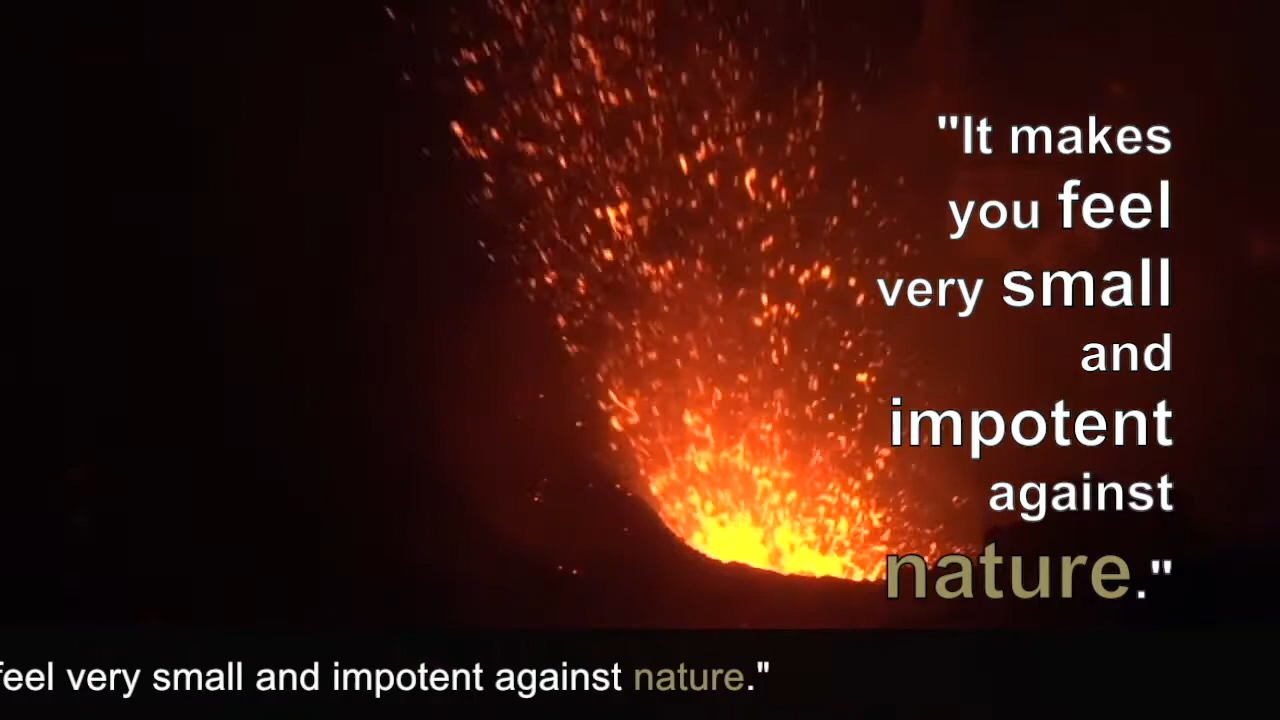 "It makes
you feel
very small
and
impotent
against
nature."
feel very small and impotent against nature."